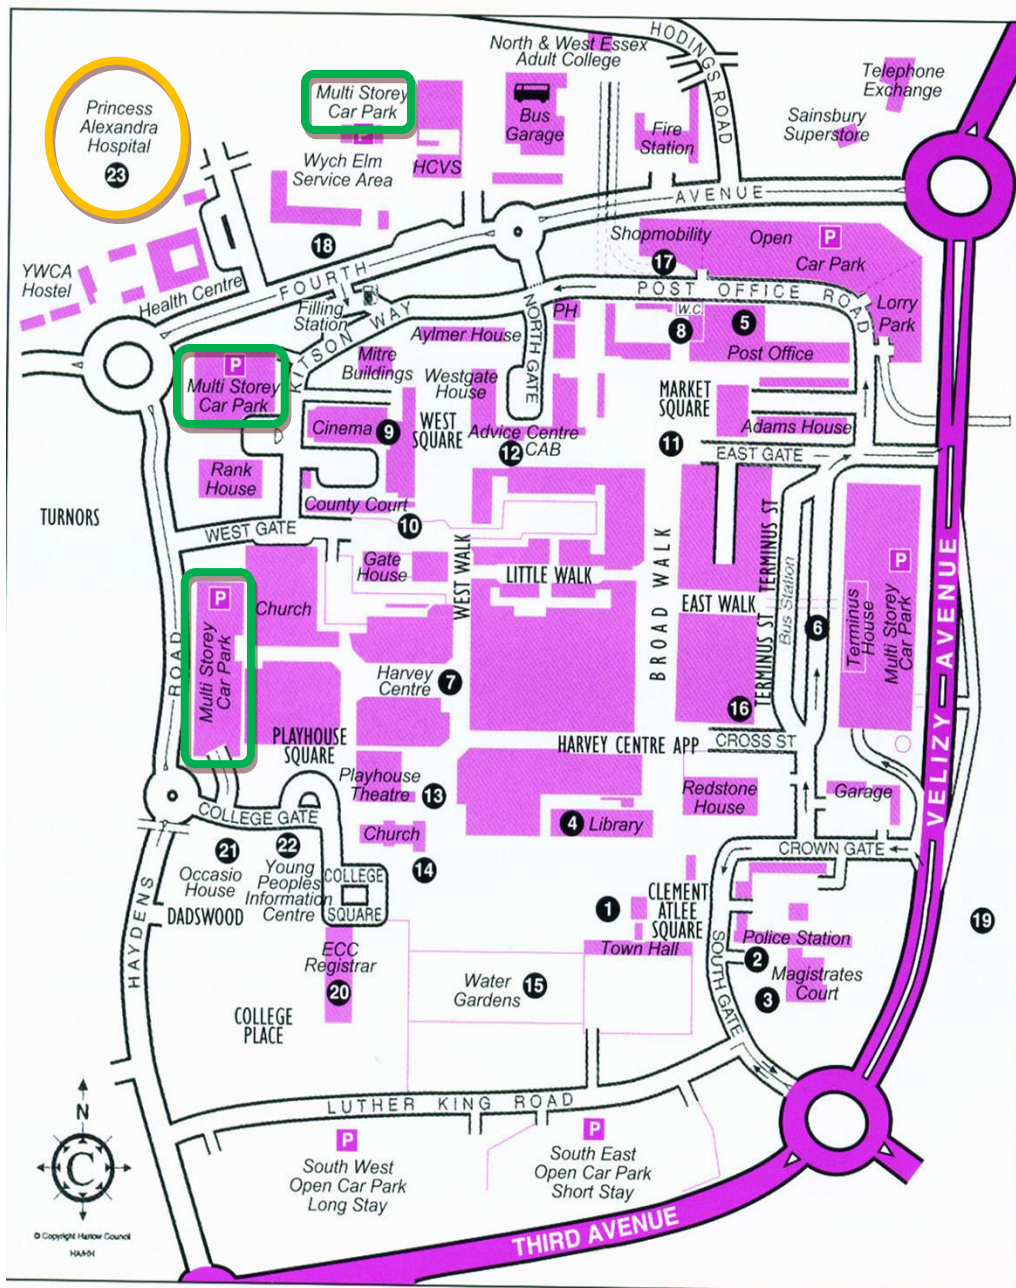 HODINGS ROAD
North & West Essex
Adult College
Telephone
Exchange
Princess
Alexandra
Hospital
23
Multi Storey
Car Park
P
Bus
Garage
Sainsbury
Superstore
Fire
Station
HCVS
Wych Elm
Service Area
AVENUE
18
Shopmobility
17
Open
P
Car Park
YWCA
Hostel
Health Centre
FOURTH
Filling
Station
KITSON WAY
NORTH GATE
POST OFFICE ROAD
Lorry
Park
PH
W.C.
8
5
Post Office
Aylmer House
Mitre
Buildings
Westgate
House
P
Multi Storey
Car Park
MARKET
SQUARE
Cinema
9
WEST
SQUARE
Advice Centre
CAB
12
11
Adams House
EAST GATE
Rank
House
County Court
10
TURNORS
WEST GATE
Gate
House
WEST WALK
LITTLE WALK
BROAD WALK
EAST WALK
TERMINUS ST
TERMINUS ST
Bus Station
6
Terminus
House
Multi Storey
Car Park
P
VELIZY AVENUE
P
Multi Storey
Car Park
Church
ROAD
Harvey
Centre
7
16
PLAYHOUSE
SQUARE
HARVEY CENTRE APP
CROSS ST
Playhouse
Theatre
13
Redstone
House
Garage
COLLEGE GATE
4
Library
Church
14
CROWN GATE
21
Occasio
House
22
Young
Peoples
Information
Centre
COLLEGE
SQUARE
DADSWOOD
HAYDENS
1
CLEMENT
ATLEE
SQUARE
Town Hall
SOUTH GATE
Police Station
2
Magistrates
Court
3
19
ECC
Registrar
20
Water
Gardens
15
COLLEGE
PLACE
LUTHER KING ROAD
N
C
P
South West
Open Car Park
Long Stay
P
South East
Open Car Park
Short Stay
THIRD AVENUE
© Copyright Harlow Council